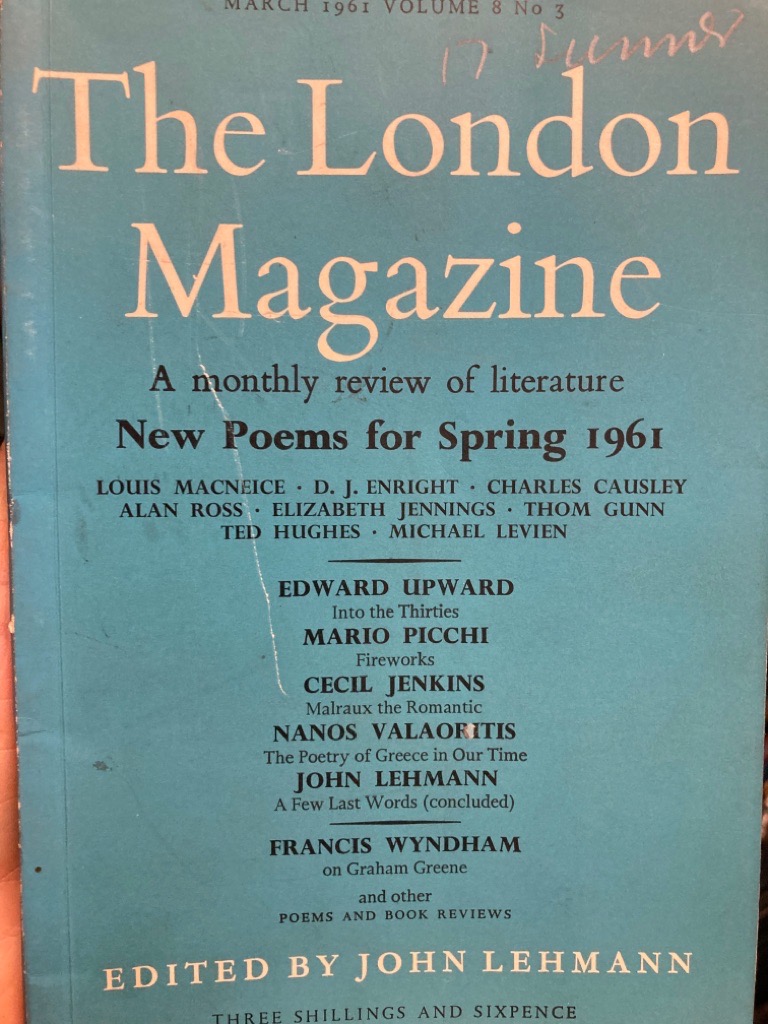 MARCH 1961 VOLUME 8 No 3
The London
Magazine
A monthly review of literature
New Poems for Spring 1961
LOUIS MACNEICE · D. J. ENRIGHT · CHARLES CAUSLEY
ALAN ROSS · ELIZABETH JENNINGS · THOM GUNN
TED HUGHES · MICHAEL LEVIEN
EDWARD UPWARD
Into the Thirties
MARIO PICCHI
Fireworks
CECIL JENKINS
Malraux the Romantic
NANOS VALAORITIS
The Poetry of Greece in Our Time
JOHN LEHMANN
A Few Last Words (concluded)
FRANCIS WYNDHAM
on Graham Greene
and other
POEMS AND BOOK REVIEWS
EDITED BY JOHN LEHMANN
THREE SHILLINGS AND SIXPENCE